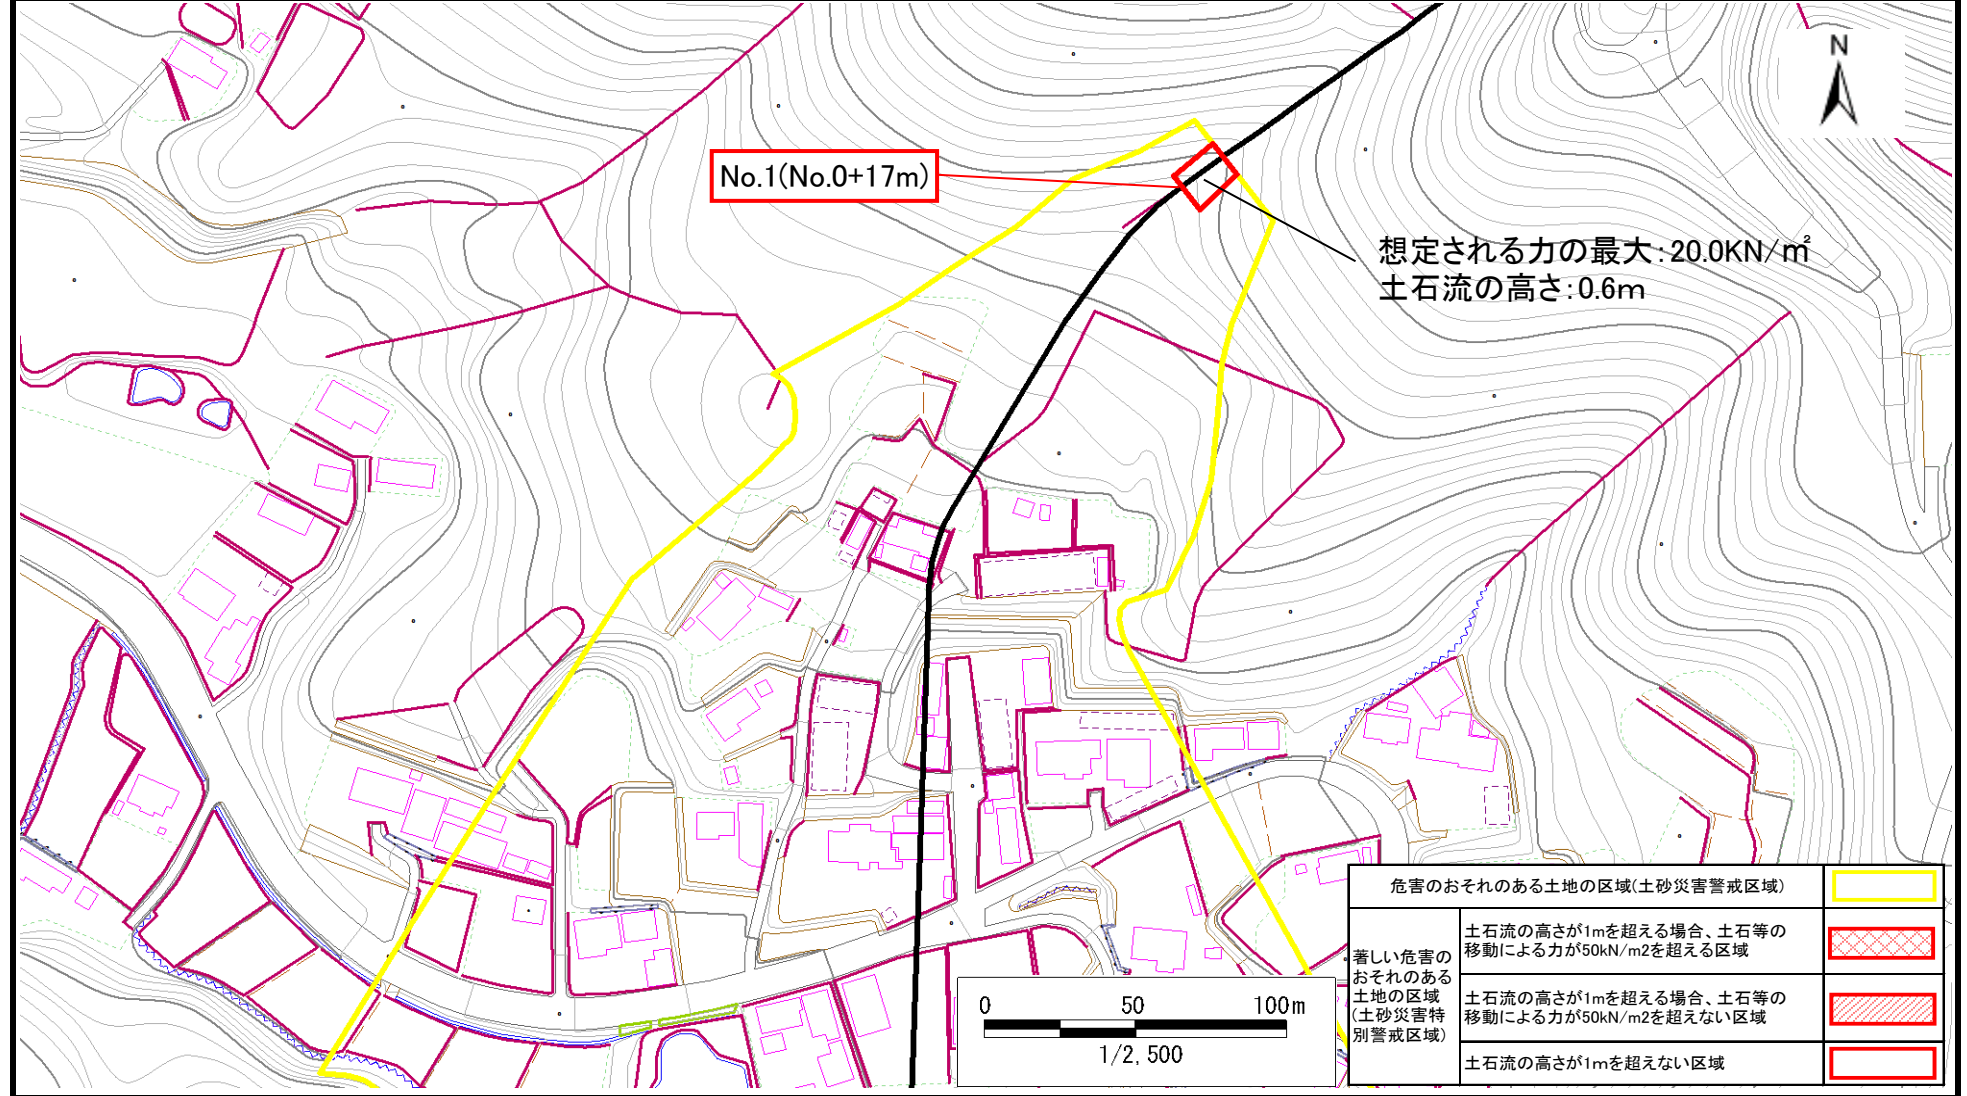 N
No.1(No.0+17m)
想定される力の最大:20.0KN/㎡
土石流の高さ:0.6m
危害のおそれのある土地の区域(土砂災害警戒区域)
著しい危害の
おそれのある
土地の区域
(土砂災害特
別警戒区域)
土石流の高さが1mを超える場合、土石等の
移動による力が50kN/m2を超える区域
土石流の高さが1mを超える場合、土石等の
移動による力が50kN/m2を超えない区域
土石流の高さが1mを超えない区域
0 50 100m
1/2,500